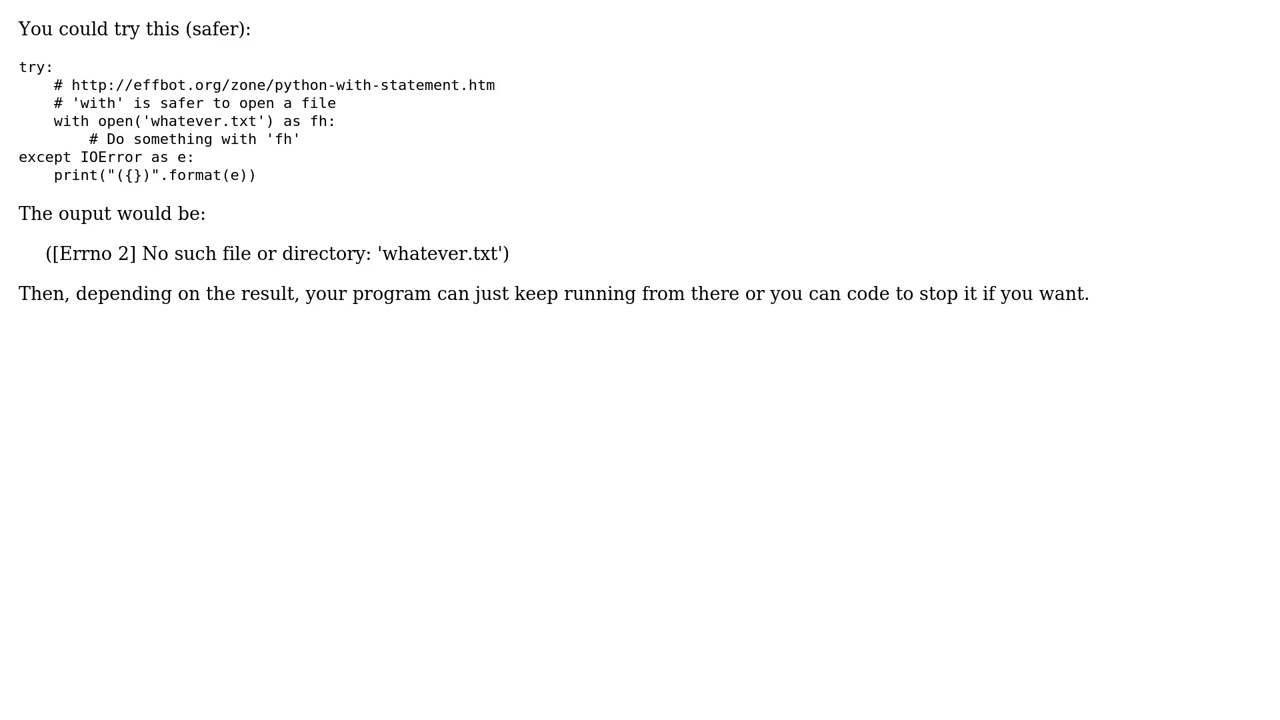 You could try this (safer):
try:
    # http://effbot.org/zone/python-with-statement.htm
    # 'with' is safer to open a file
    with open('whatever.txt') as fh:
        # Do something with 'fh'
except IOError as e:
    print("({})".format(e))
The ouput would be:
([Errno 2] No such file or directory: 'whatever.txt')
Then, depending on the result, your program can just keep running from there or you can code to stop it if you want.